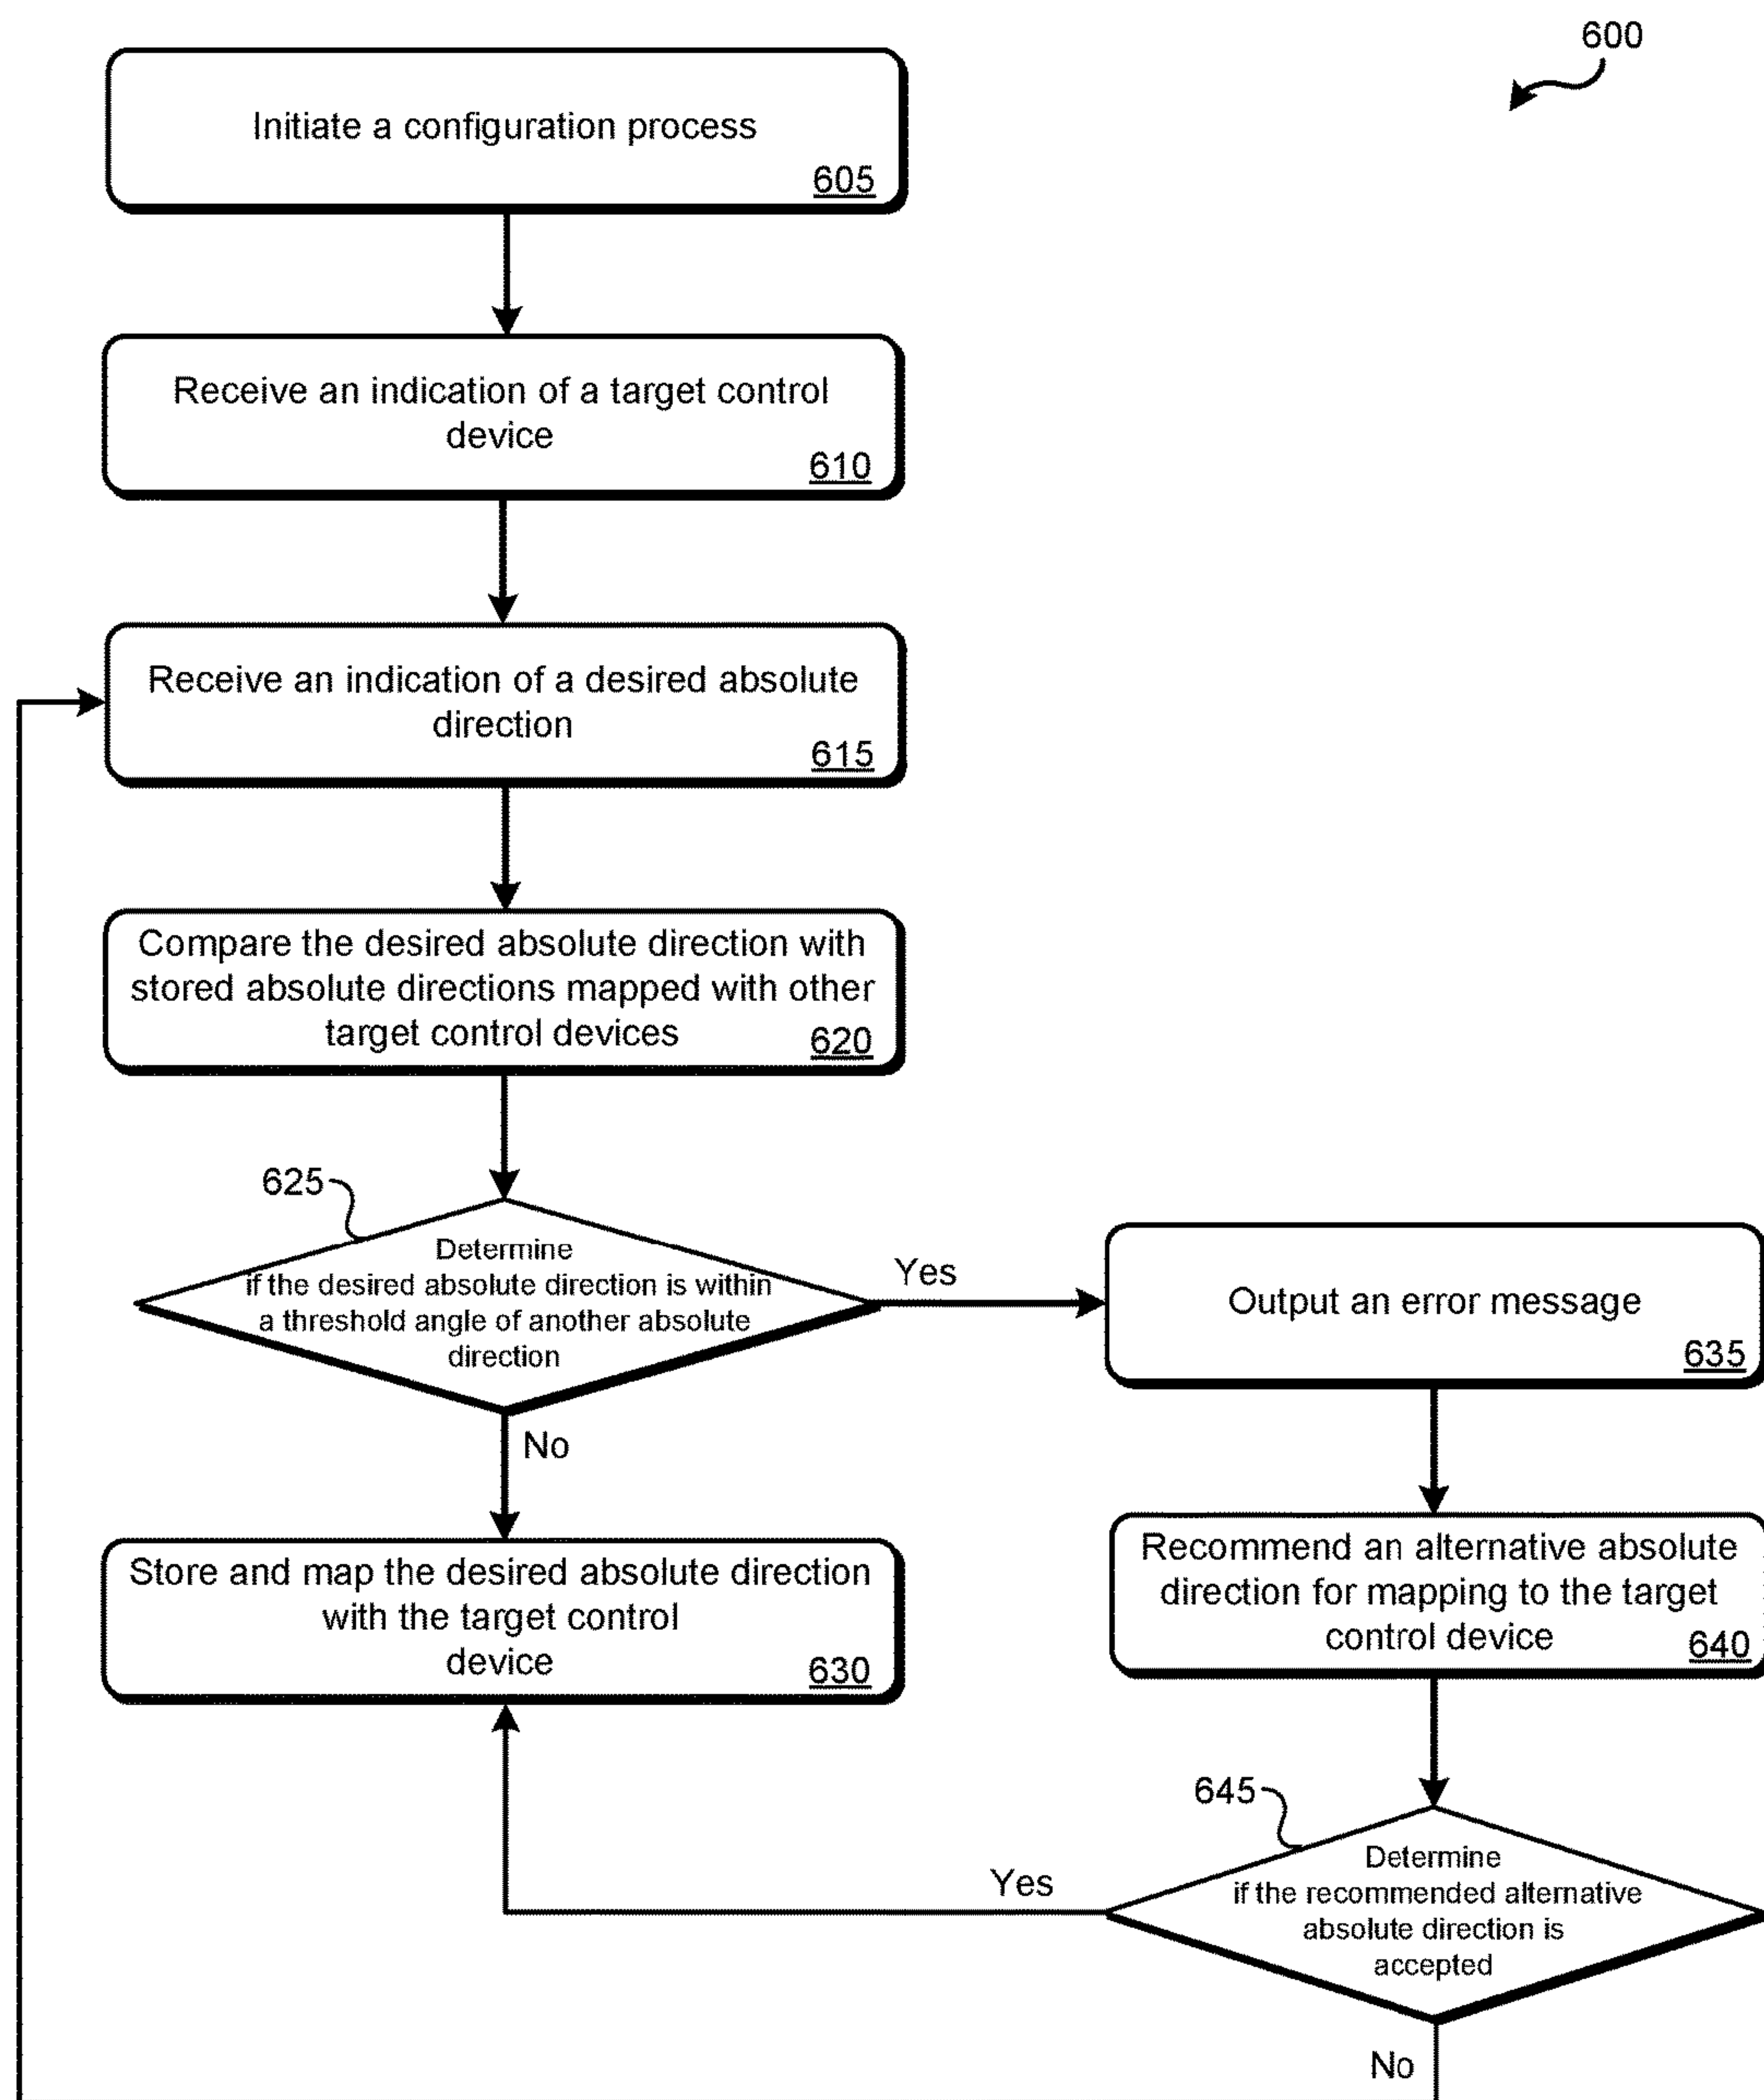 600
Initiate a configuration process
605
Receive an indication of a target control
device
610
Receive an indication of a desired absolute
direction
615
Compare the desired absolute direction with
stored absolute directions mapped with other
target control devices
620
625
Determine
if the desired absolute direction is within
a threshold angle of another absolute
direction
Yes
No
Output an error message
635
Store and map the desired absolute direction
with the target control
device
630
Recommend an alternative absolute
direction for mapping to the target
control device
640
645
Determine
if the recommended alternative
absolute direction is
accepted
Yes
No